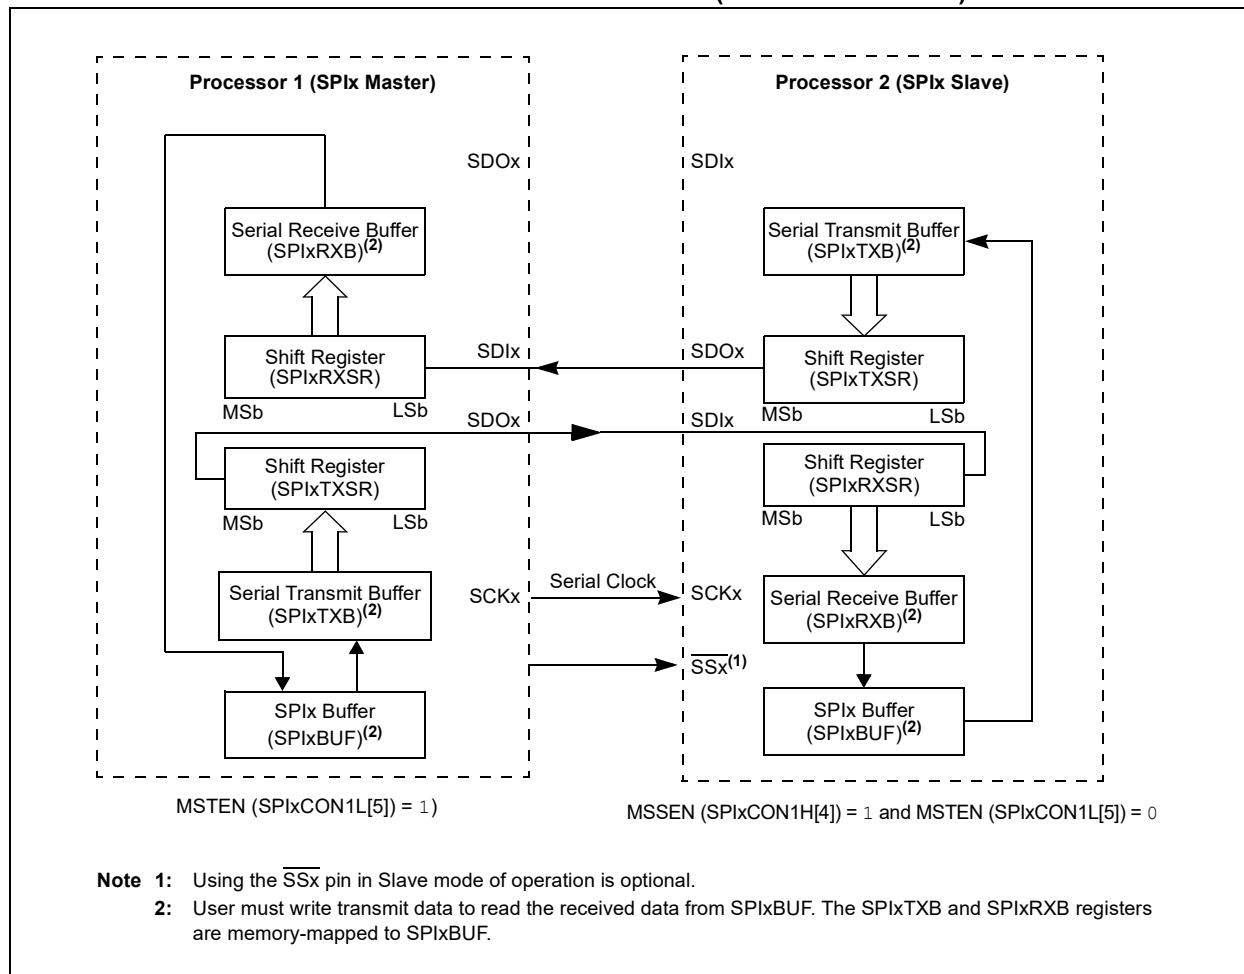 Processor 1 (SPIx Master)
Processor 2 (SPIx Slave)
SDOx
SDIx
Serial Receive Buffer
(SPIxRXB)(2)
Serial Transmit Buffer
(SPIxTXB)(2)
Shift Register
(SPIxRXSR)
SDIx
SDOx
Shift Register
(SPIxTXSR)
MSb
LSb
MSb
LSb
SDOx
SDIx
Shift Register
(SPIxTXSR)
Shift Register
(SPIxRXSR)
MSb
LSb
MSb
LSb
Serial Transmit Buffer
(SPIxTXB)(2)
SCKx
Serial Clock
SCKx
Serial Receive Buffer
(SPIxRXB)(2)
SSx(1)
SPIx Buffer
(SPIxBUF)(2)
SPIx Buffer
(SPIxBUF)(2)
MSTEN (SPIxCON1L[5]) = 1)
MSSEN (SPIxCON1H[4]) = 1 and MSTEN (SPIxCON1L[5]) = 0
Note 1: Using the SSx pin in Slave mode of operation is optional.
2: User must write transmit data to read the received data from SPIxBUF. The SPIxTXB and SPIxRXB registers
are memory-mapped to SPIxBUF.